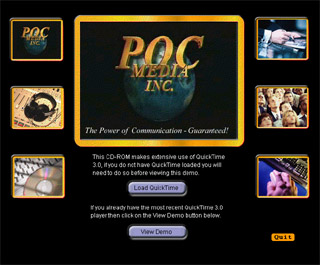 POC
MEDIA
INC.
POC
MEDIA
INC.
The Power of Communication - Guaranteed!
This CD-ROM makes extensive use of QuickTime
3.0, if you do not have QuickTime loaded you will
need to do so before viewing this demo.
Load QuickTime
If you already have the most recent QuickTime 3.0
player then click on the View Demo button below.
View Demo
Quit